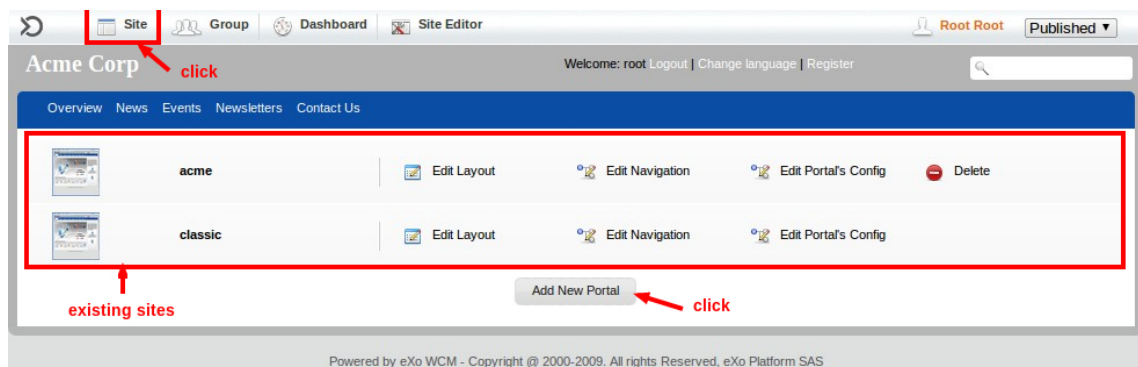 Site Group Dashboard Site Editor Root Root Published ▼
Acme Corp click Welcome: root Logout | Change language | Register
Overview News Events Newsletters Contact Us
acme Edit Layout Edit Navigation Edit Portal's Config Delete
classic Edit Layout Edit Navigation Edit Portal's Config
Add New Portal click
existing sites
Powered by eXo WCM - Copyright @ 2000-2009. All rights Reserved, eXo Platform SAS